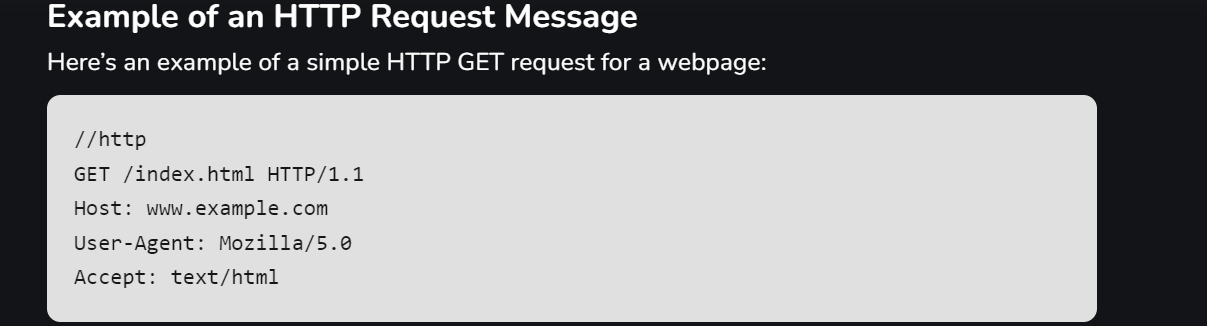 Example of an HTTP Request Message
Here’s an example of a simple HTTP GET request for a webpage:
//http
GET /index.html HTTP/1.1
Host: www.example.com
User-Agent: Mozilla/5.0
Accept: text/html